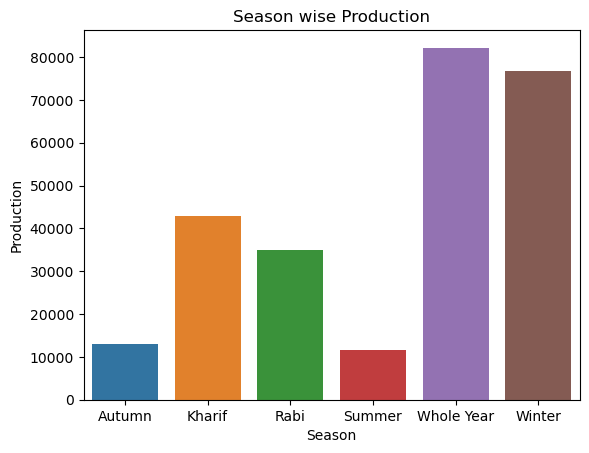 Season wise Production
Production
80000
70000
60000
50000
40000
30000
20000
10000
0
Autumn Kharif Rabi Summer Whole Year Winter
Season